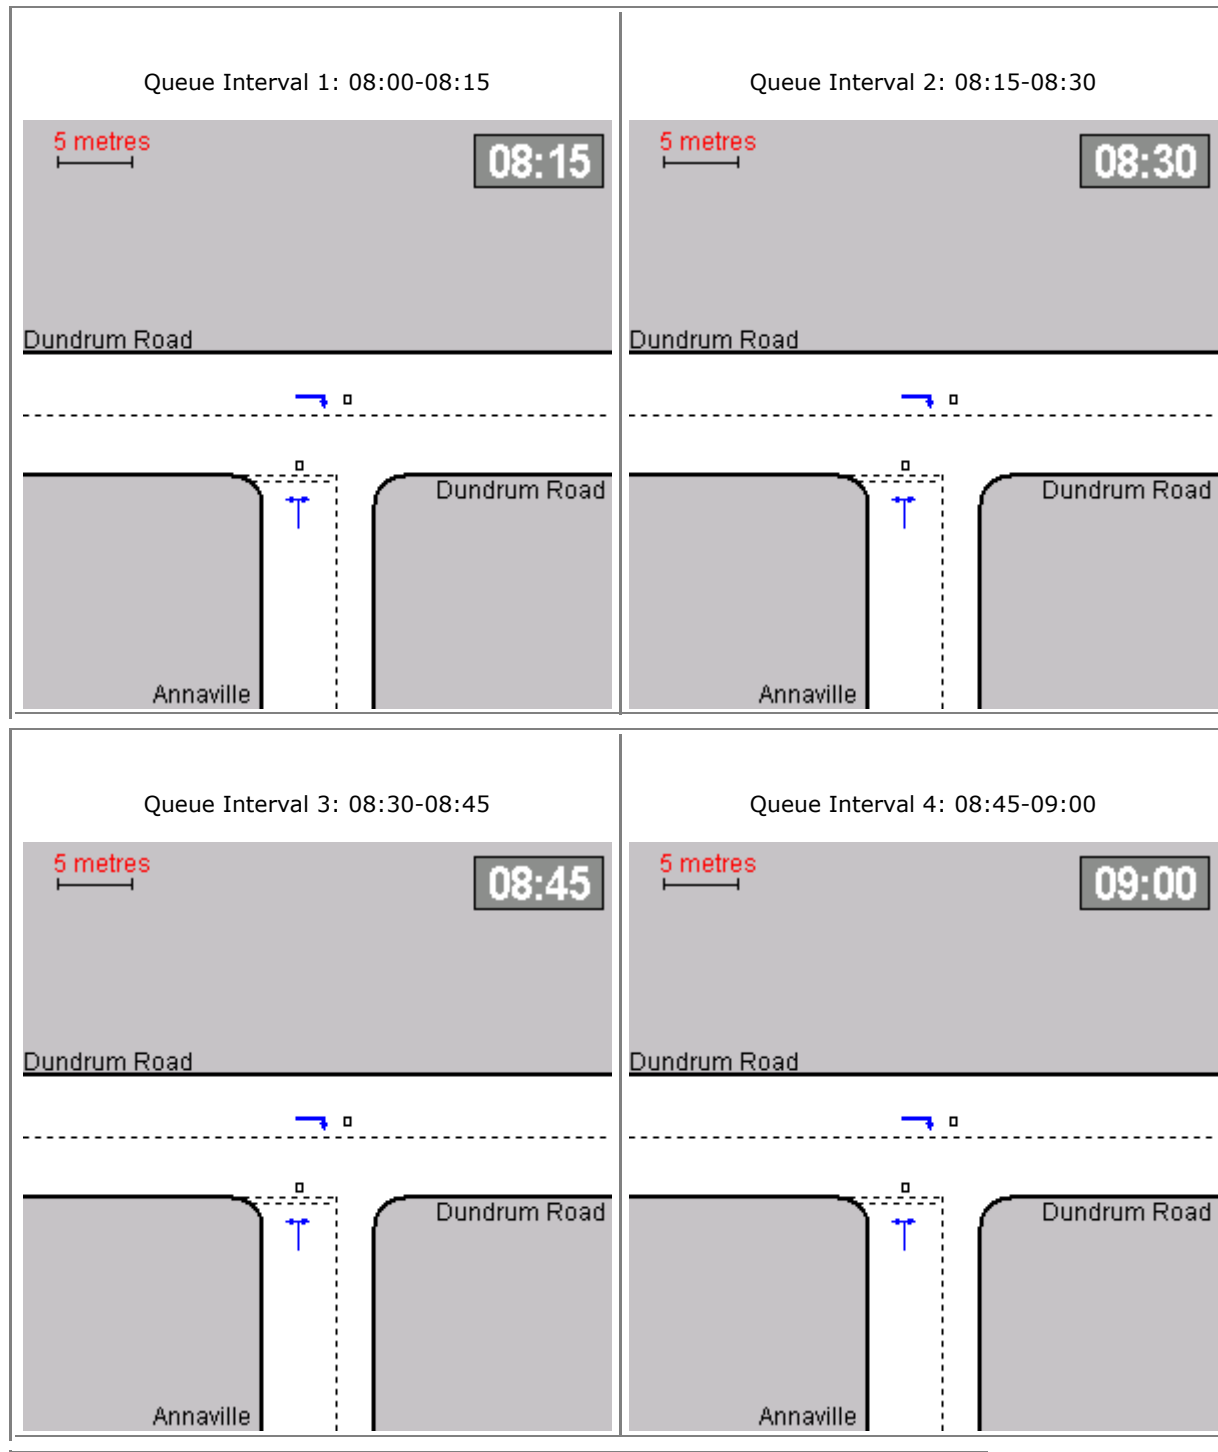 Queue Interval 1: 08:00-08:15
5 metres
08:15
Dundrum Road
Dundrum Road
Annaville
Queue Interval 2: 08:15-08:30
5 metres
08:30
Dundrum Road
Dundrum Road
Annaville
Queue Interval 3: 08:30-08:45
5 metres
08:45
Dundrum Road
Dundrum Road
Annaville
Queue Interval 4: 08:45-09:00
5 metres
09:00
Dundrum Road
Dundrum Road
Annaville